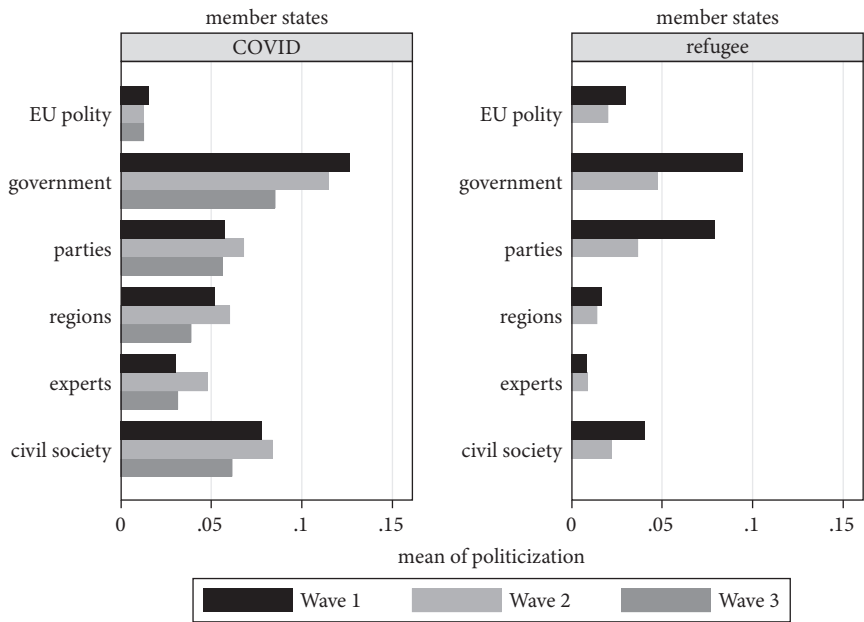 member states
COVID
EU polity
government
parties
regions
experts
civil society
0 .05 .1 .15
member states
refugee
EU polity
government
parties
regions
experts
civil society
0 .05 .1 .15
mean of politicization
Wave 1 Wave 2 Wave 3